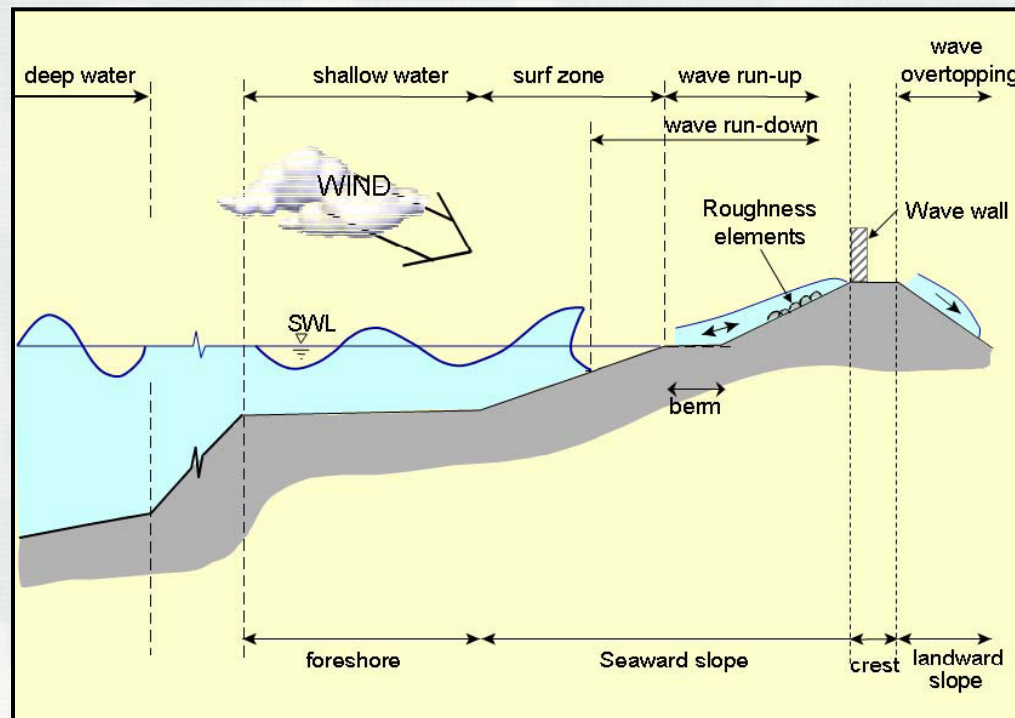 wave
overtopping
deep water
shallow water
surf zone
wave run-up
wave run-down
WIND
Roughness
elements
Wave wall
SWL
berm
foreshore
Seaward slope
crest
landward
slope